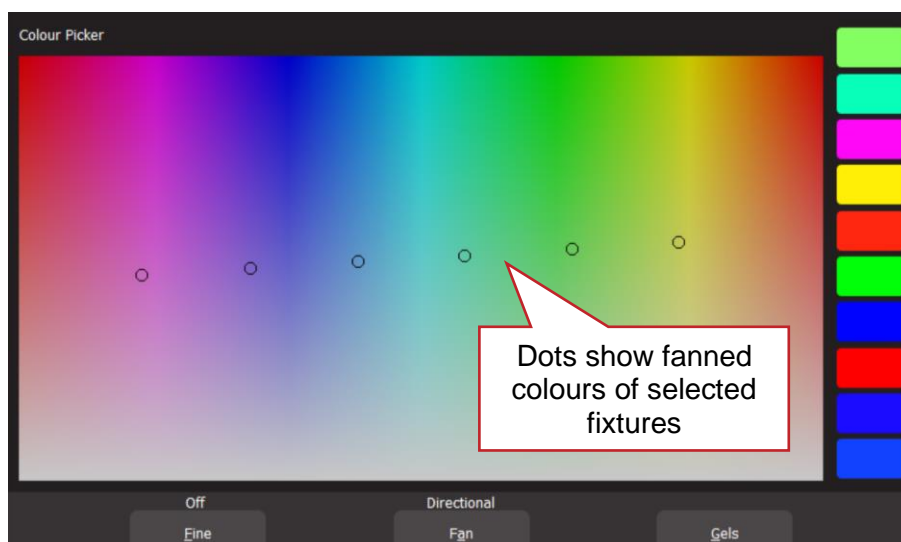 Colour Picker
Dots show fanned
colours of selected
fixtures
Off
Directional
Fine
Fan
Gels